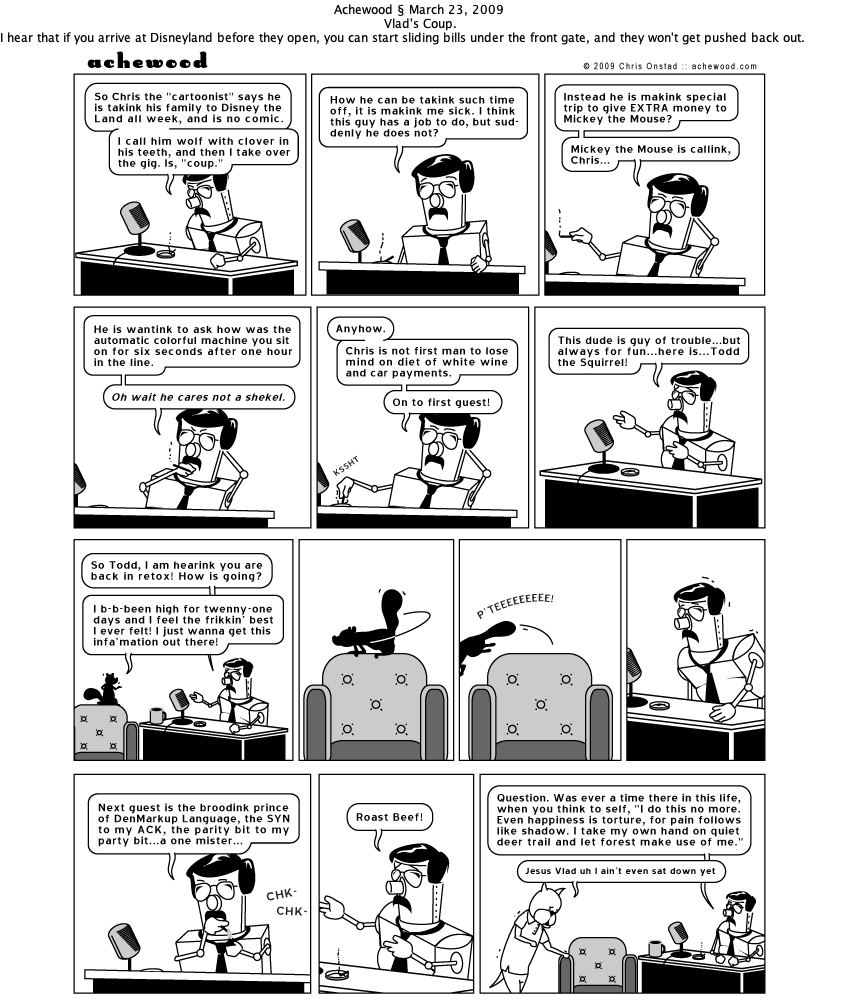 Achewood § March 23, 2009
Vlad's Coup.
I hear that if you arrive at Disneyland before they open, you can start sliding bills under the front gate, and they won't get pushed back out.
achewood
© 2009 Chris Onstad :: achewood.com
So Chris the "cartoonist" says he
is takink his family to Disney the
Land all week, and is no comic.
I call him wolf with clover in
his teeth, and then I take over
the gig. Is, "coup."
How he can be takink such time
off, it is makink me sick. I think
this guy has a job to do, but sud-
denly he does not?
Instead he is makink special
trip to give EXTRA money to
Mickey the Mouse?
Mickey the Mouse is callink,
Chris...
He is wantink to ask how was the
automatic colorful machine you sit
on for six seconds after one hour
in the line.
Oh wait he cares not a shekel.
Anyhow.
Chris is not first man to lose
mind on diet of white wine
and car payments.
On to first guest!
KSSHT
This dude is guy of trouble...but
always for fun...here is...Todd
the Squirrel!
So Todd, I am hearink you are
back in retox! How is going?
I b-b-been high for twenny-one
days and I feel the frikkin' best
I ever felt! I just wanna get this
infa'mation out there!
P'TEEEEEEEEE!
Next guest is the broodink prince
of DenMarkup Language, the SYN
to my ACK, the parity bit to my
party bit...a one mister...
CHK-
CHK-
Roast Beef!
Question. Was ever a time there in this life,
when you think to self, "I do this no more.
Even happiness is torture, for pain follows
like shadow. I take my own hand on quiet
deer trail and let forest make use of me."
Jesus Vlad uh I ain't even sat down yet